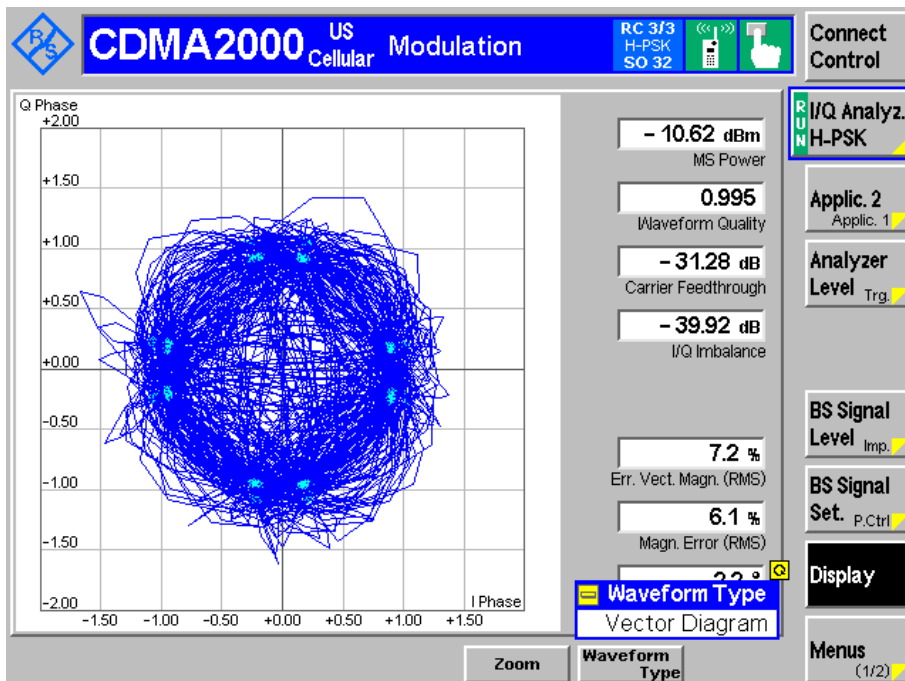 R&S
CDMA2000 US Cellular Modulation
RC 3/3
H-PSK
SO 32
Connect Control
Q Phase
+2.00
+1.50
+1.00
+0.50
+0.00
-0.50
-1.00
-1.50
-2.00
I Phase
-1.50 -1.00 -0.50 +0.00 +0.50 +1.00 +1.50
- 10.62 dBm
MS Power
0.995
Waveform Quality
- 31.28 dB
Carrier Feedthrough
- 39.92 dB
I/Q Imbalance
7.2 %
Err. Vect. Magn. (RMS)
6.1 %
Magn. Error (RMS)
Waveform Type
Vector Diagram
RUN
I/Q Analyz.
H-PSK
Applic. 2
Applic. 1
Analyzer
Level Trg.
BS Signal
Level Imp.
BS Signal
Set. P.Ctrl
Display
Menus
(1/2)
Zoom
Waveform
Type